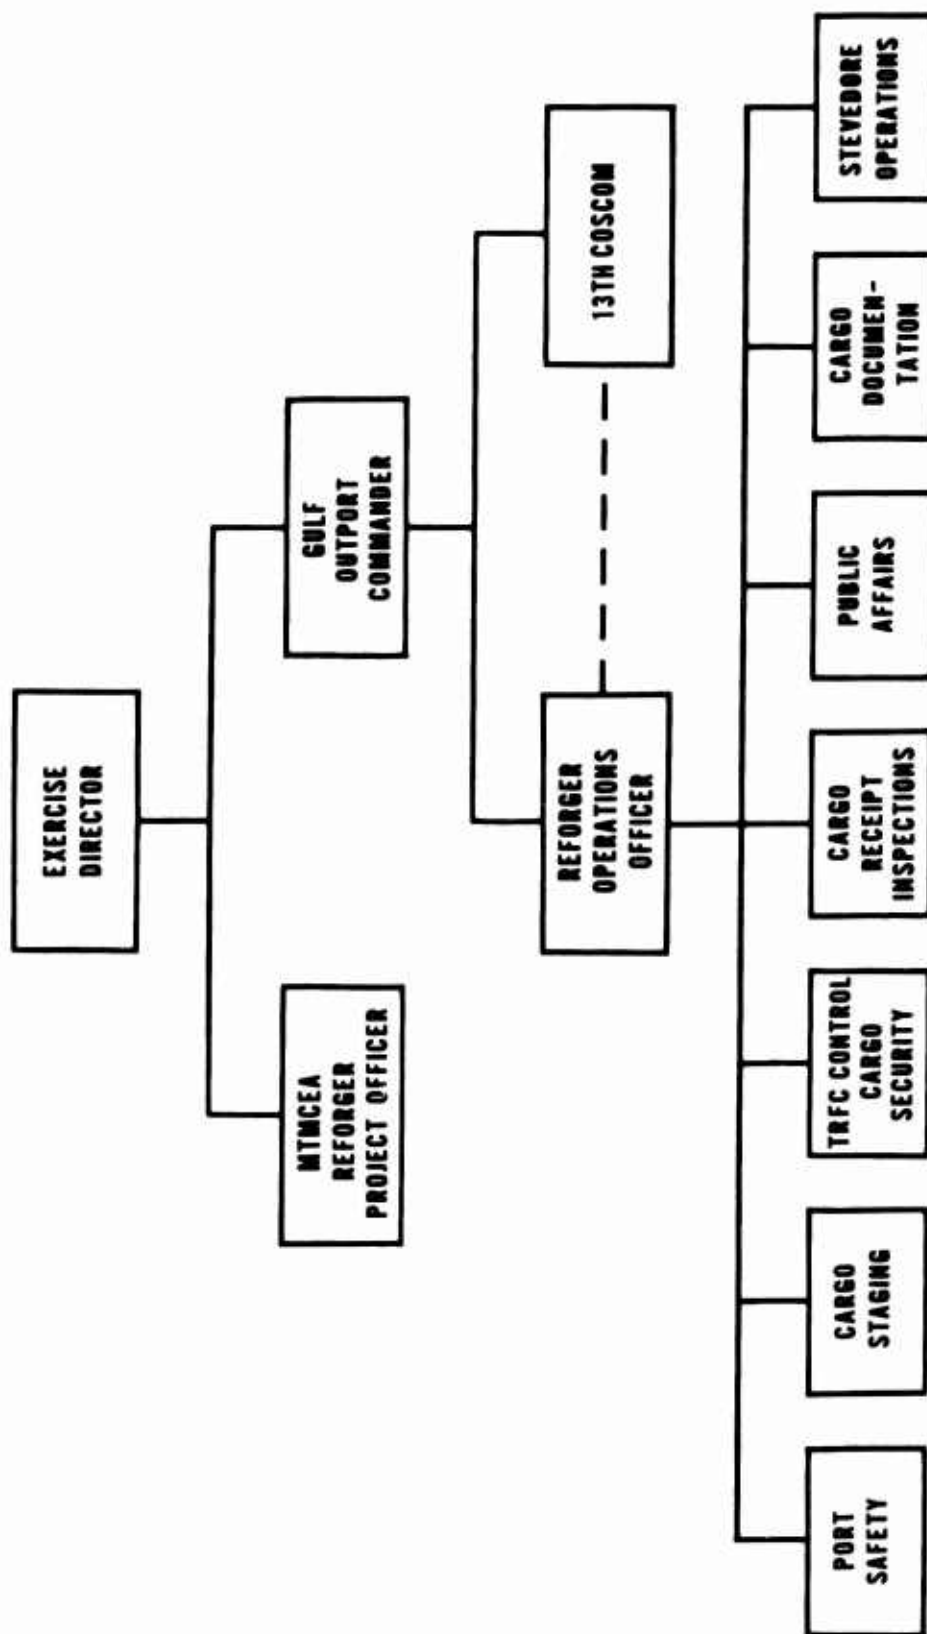 EXERCISE
DIRECTOR
MTMCEA
REFORGER
PROJECT OFFICER
GULF
OUTPORT
COMMANDER
REFORGER
OPERATIONS
OFFICER
13TH COSCOM
PORT
SAFETY
CARGO
STAGING
TRFC CONTROL
CARGO
SECURITY
CARGO
RECEIPT
INSPECTIONS
PUBLIC
AFFAIRS
CARGO
DOCUMEN-
TATION
STEVEDORE
OPERATIONS